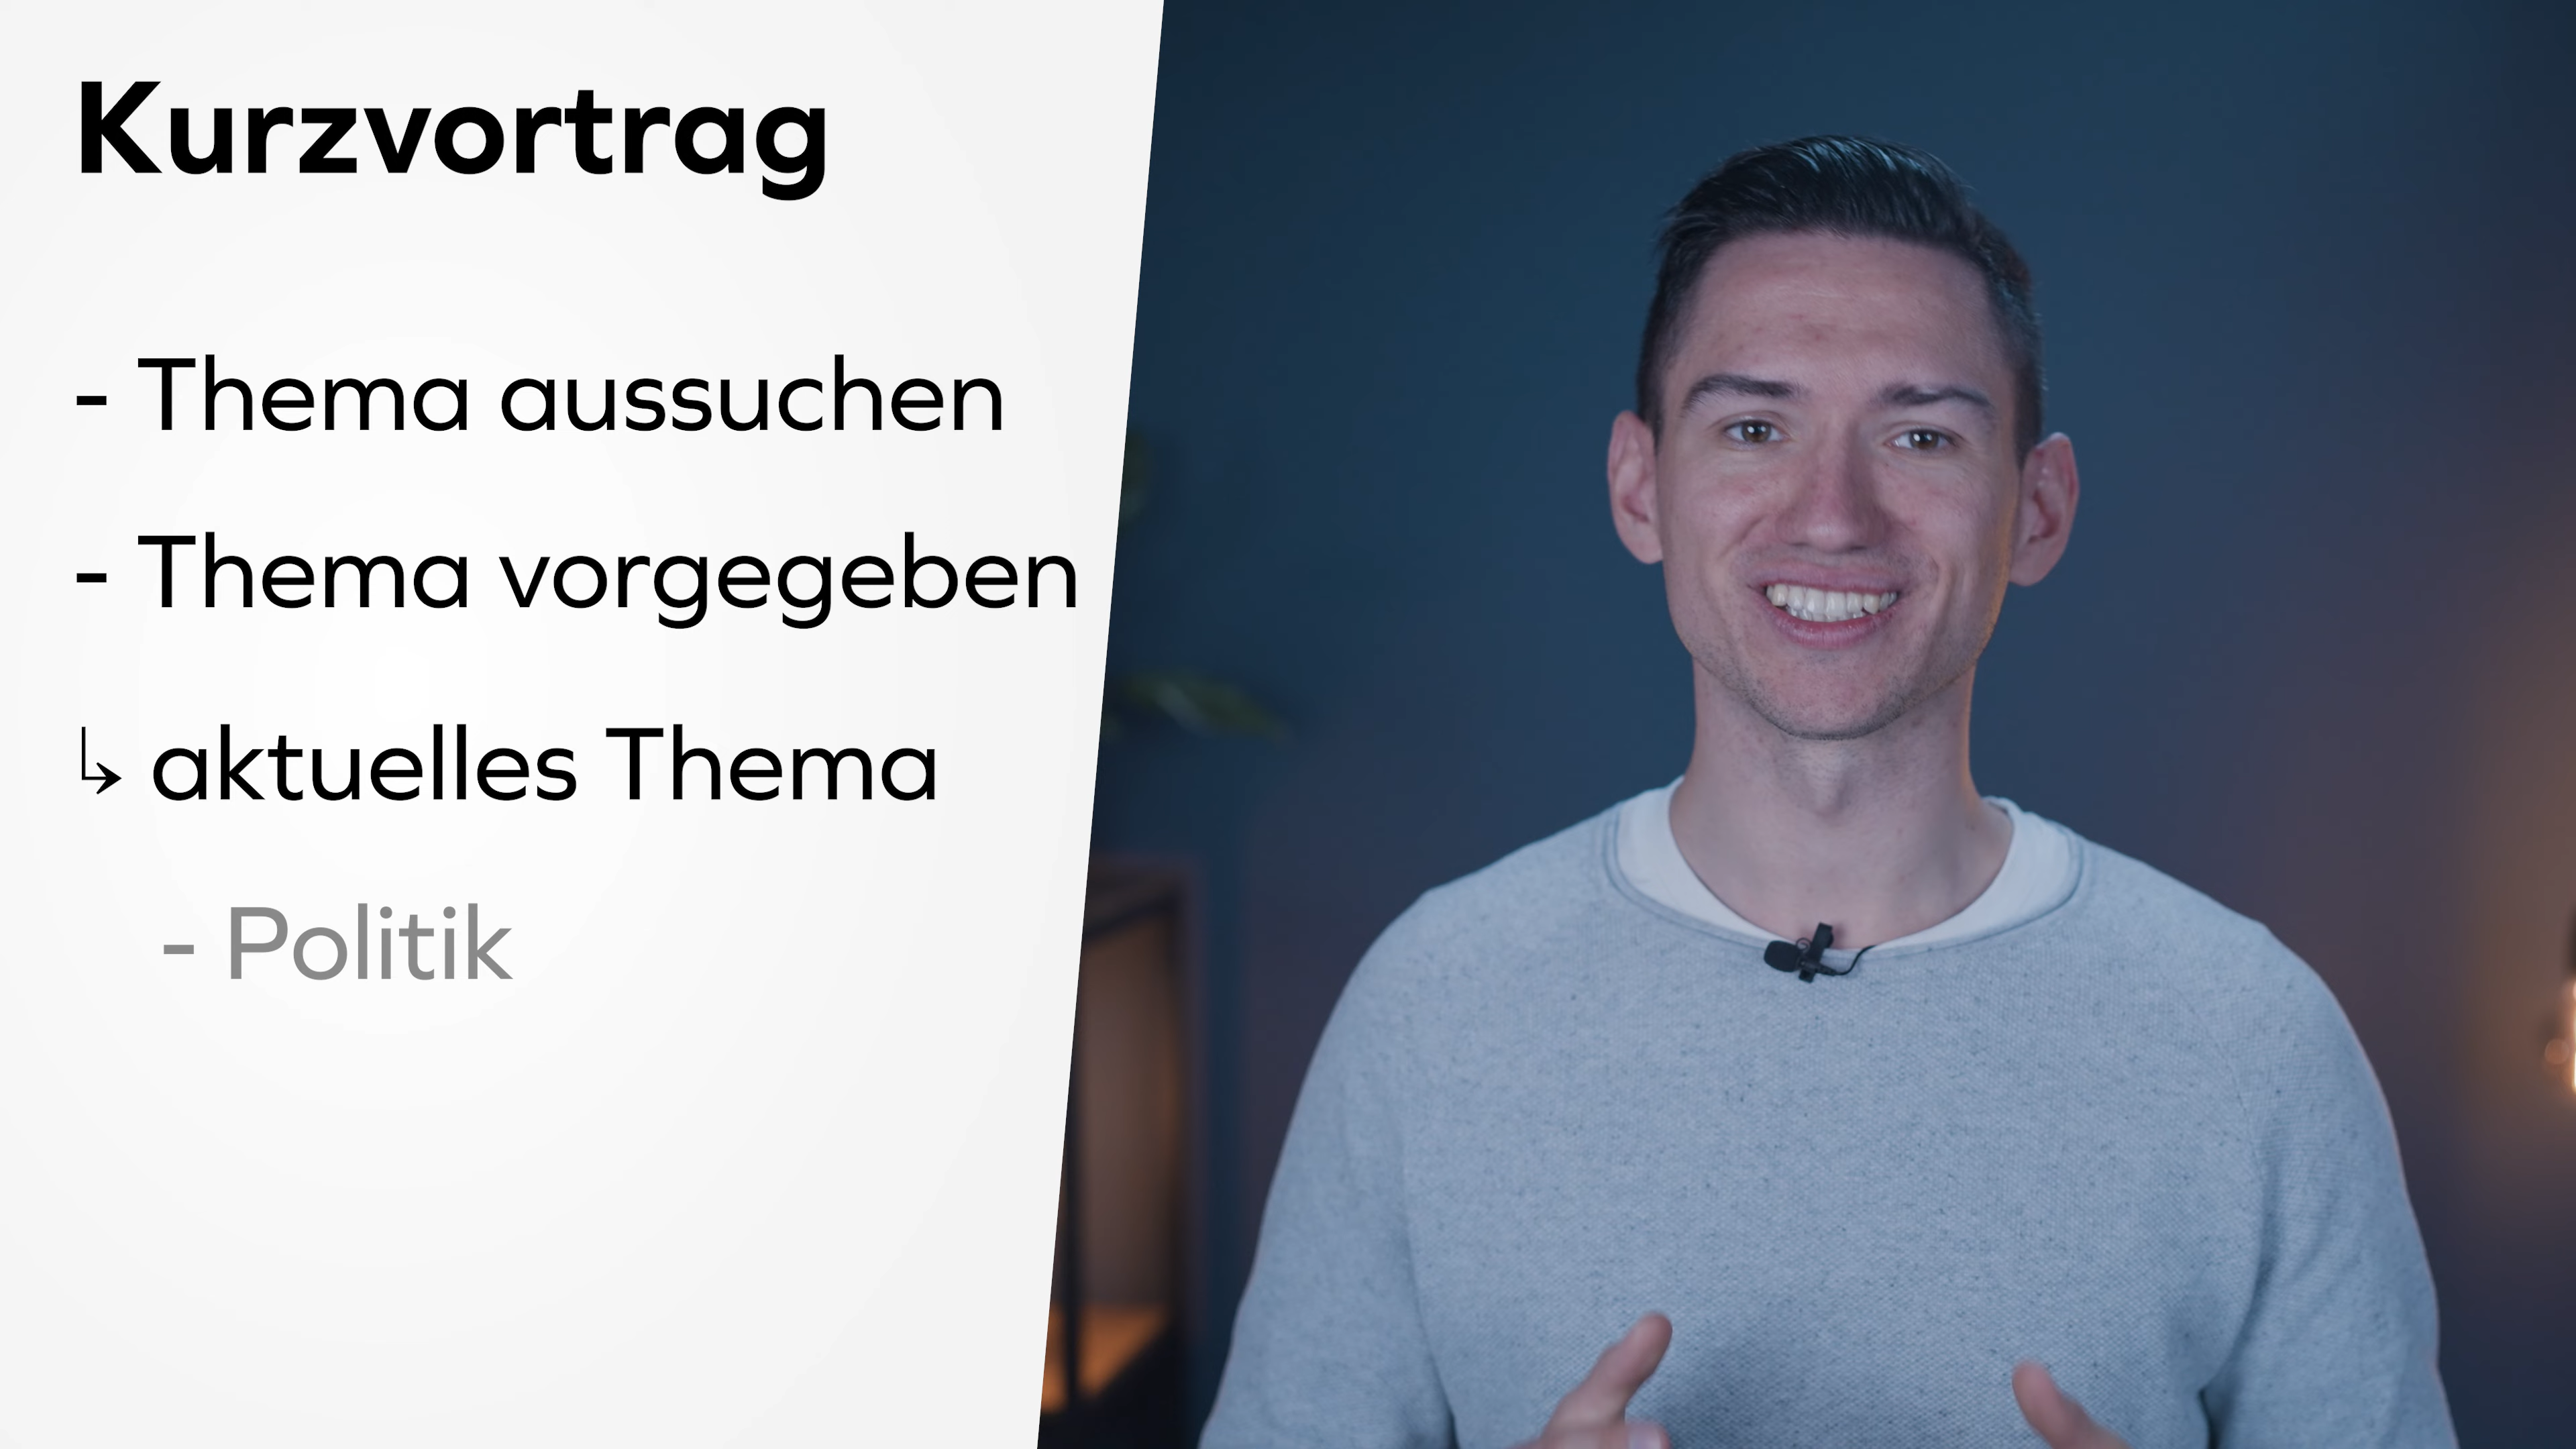 Kurzvortrag
- Thema aussuchen
- Thema vorgegeben
↳ aktuelles Thema
- Politik